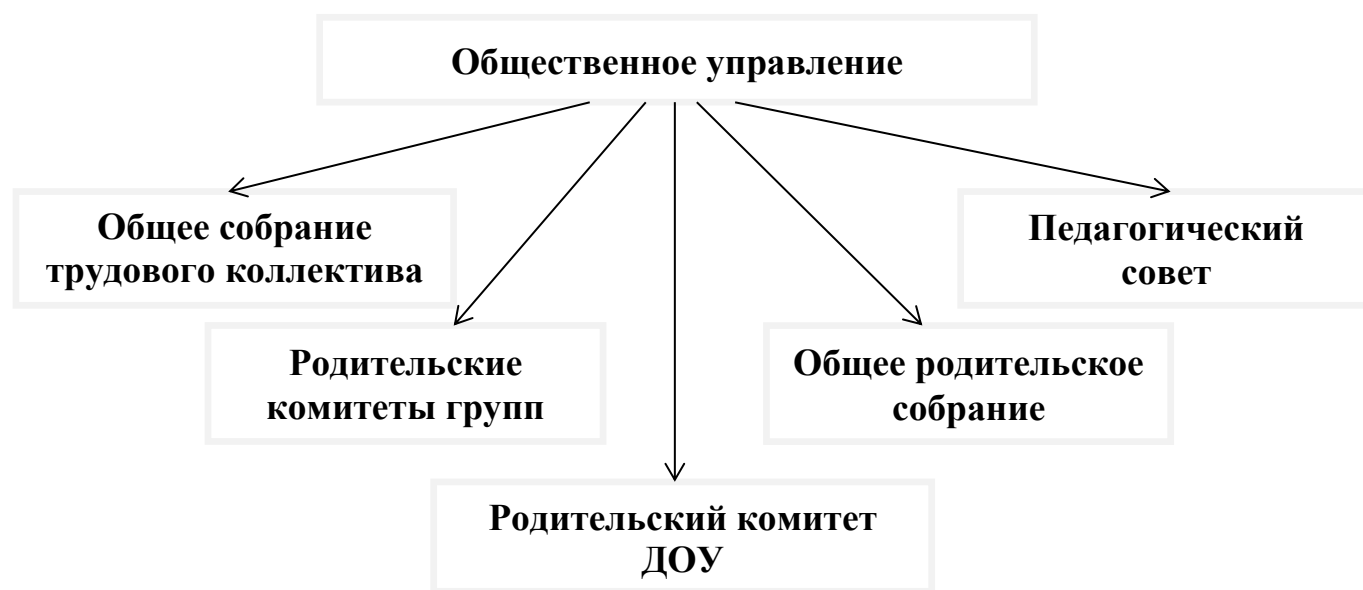 Общественное управление
Общее собрание
трудового коллектива
Педагогический
совет
Родительские
комитеты групп
Общее родительское
собрание
Родительский комитет
ДОУ